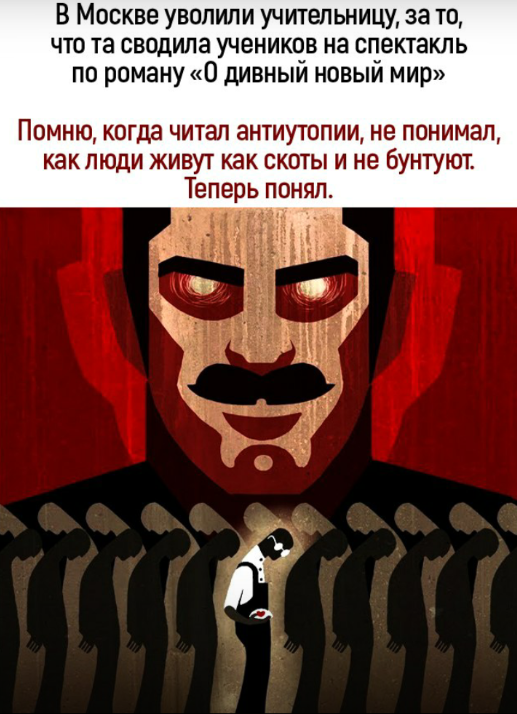 В Москве уволили учительницу, за то,
что та сводила учеников на спектакль
по роману «О дивный новый мир»
Помню, когда читал антиутопии, не понимал,
как люди живут как скоты и не бунтуют.
Теперь понял.